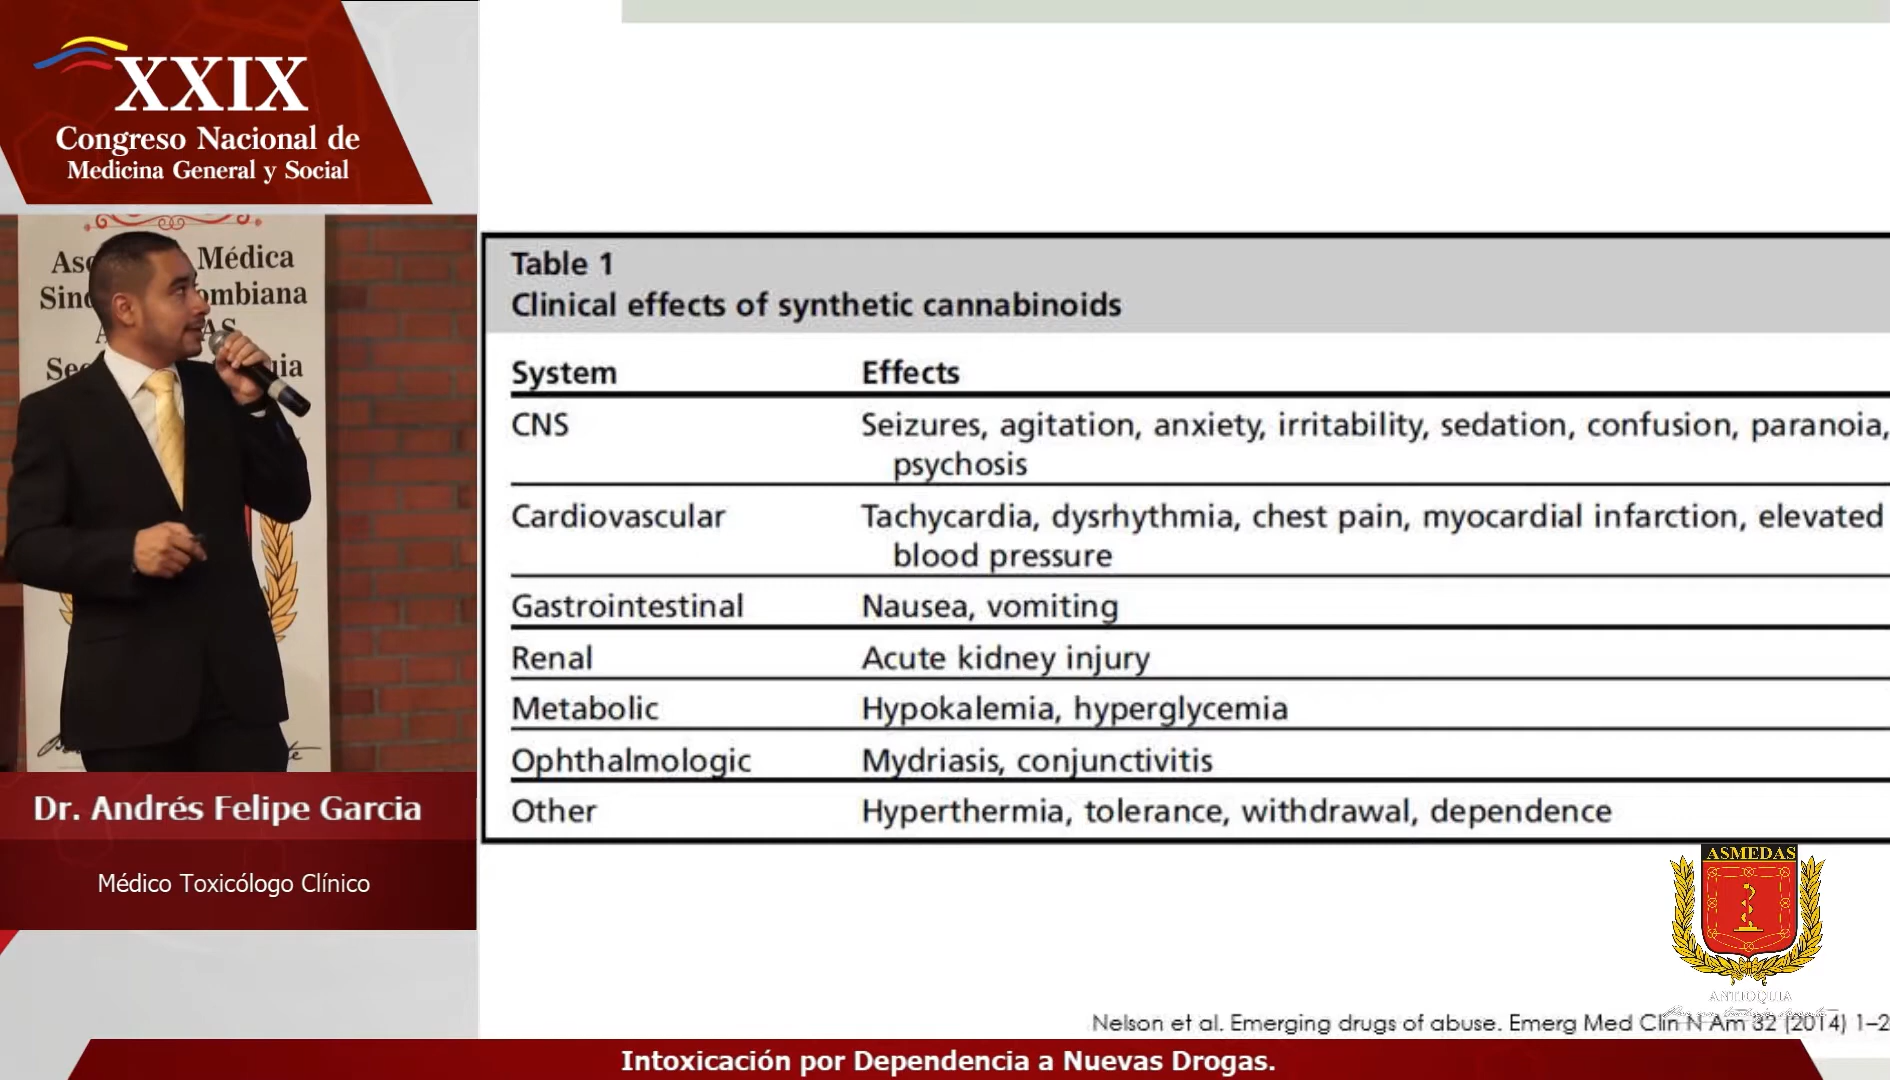 XXIX
Congreso Nacional de
Medicina General y Social
Médica
ombiana
AS
Dr. Andrés Felipe Garcia
Médico Toxicólogo Clínico
Table 1
Clinical effects of synthetic cannabinoids
System Effects
CNS Seizures, agitation, anxiety, irritability, sedation, confusion, paranoia,
psychosis
Cardiovascular Tachycardia, dysrhythmia, chest pain, myocardial infarction, elevated
blood pressure
Gastrointestinal Nausea, vomiting
Renal Acute kidney injury
Metabolic Hypokalemia, hyperglycemia
Ophthalmologic Mydriasis, conjunctivitis
Other Hyperthermia, tolerance, withdrawal, dependence
ASMEDAS
ANTIOQUIA
Nelson et al. Emerging drugs of abuse. Emerg Med Clin N Am 32 (2014) 1–2
Intoxicación por Dependencia a Nuevas Drogas.